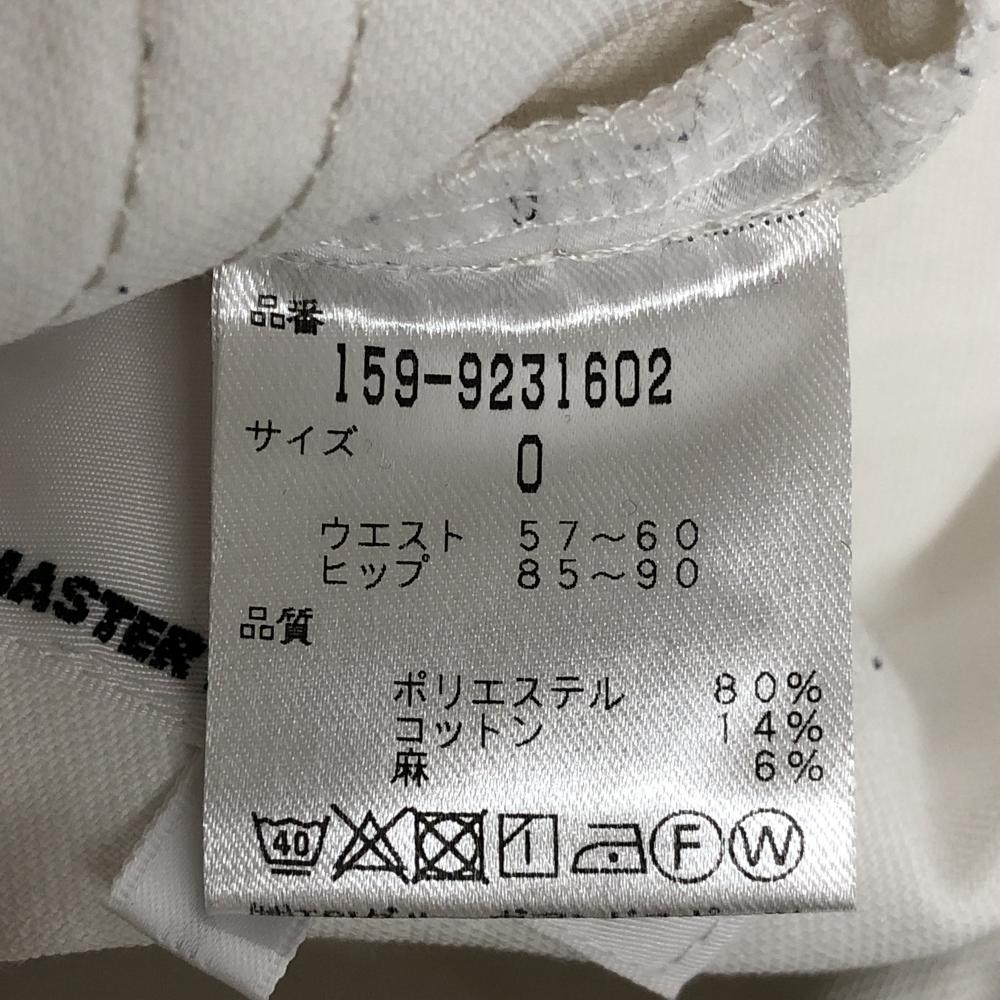 品番
159-9231602
サイズ
0
ウエスト 57〜60
ヒップ 85〜90
品質
MASTER
ポリエステル 80%
コットン 14%
麻 6%
40
F
W